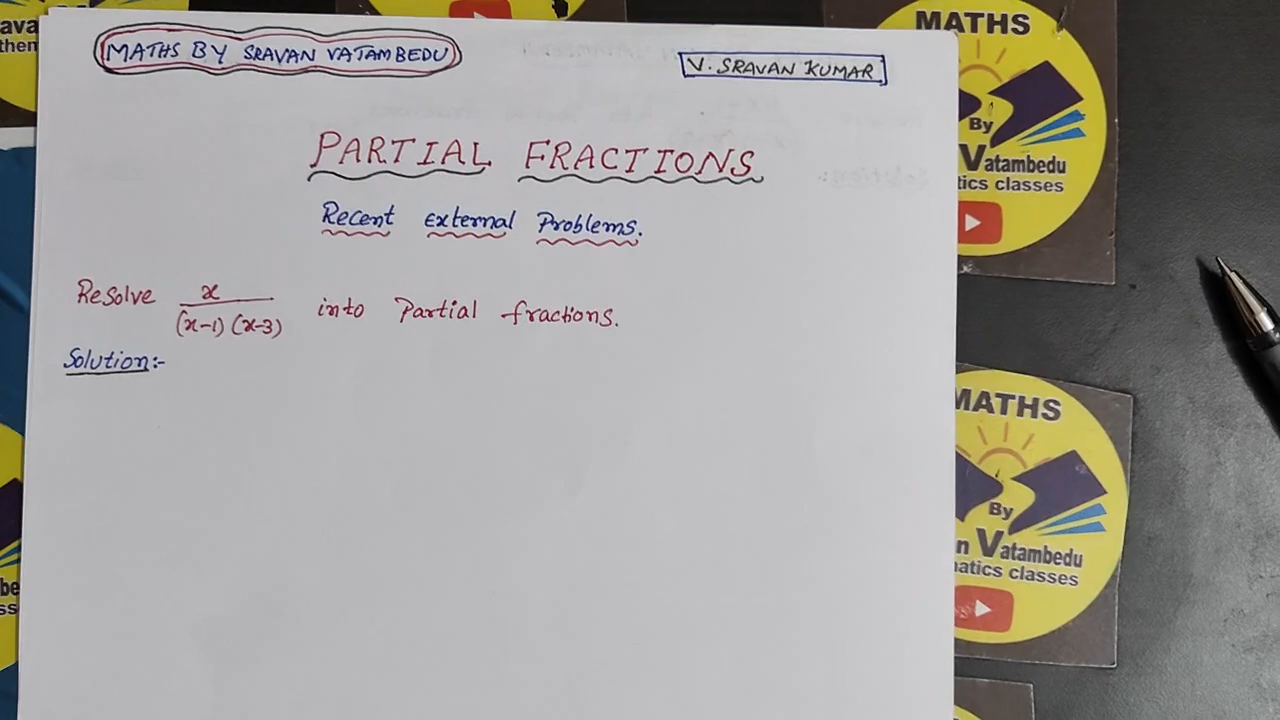 MATHS BY SRAVAN VATAMBEDU
V. SRAVAN KUMAR
PARTIAL FRACTIONS
Recent external Problems.
Resolve x/(x-1)(x-3) into Partial fractions.
Solution:-
MATHS
By
Vatambedu
tics classes
MATHS
By
n Vatambedu
natics classes